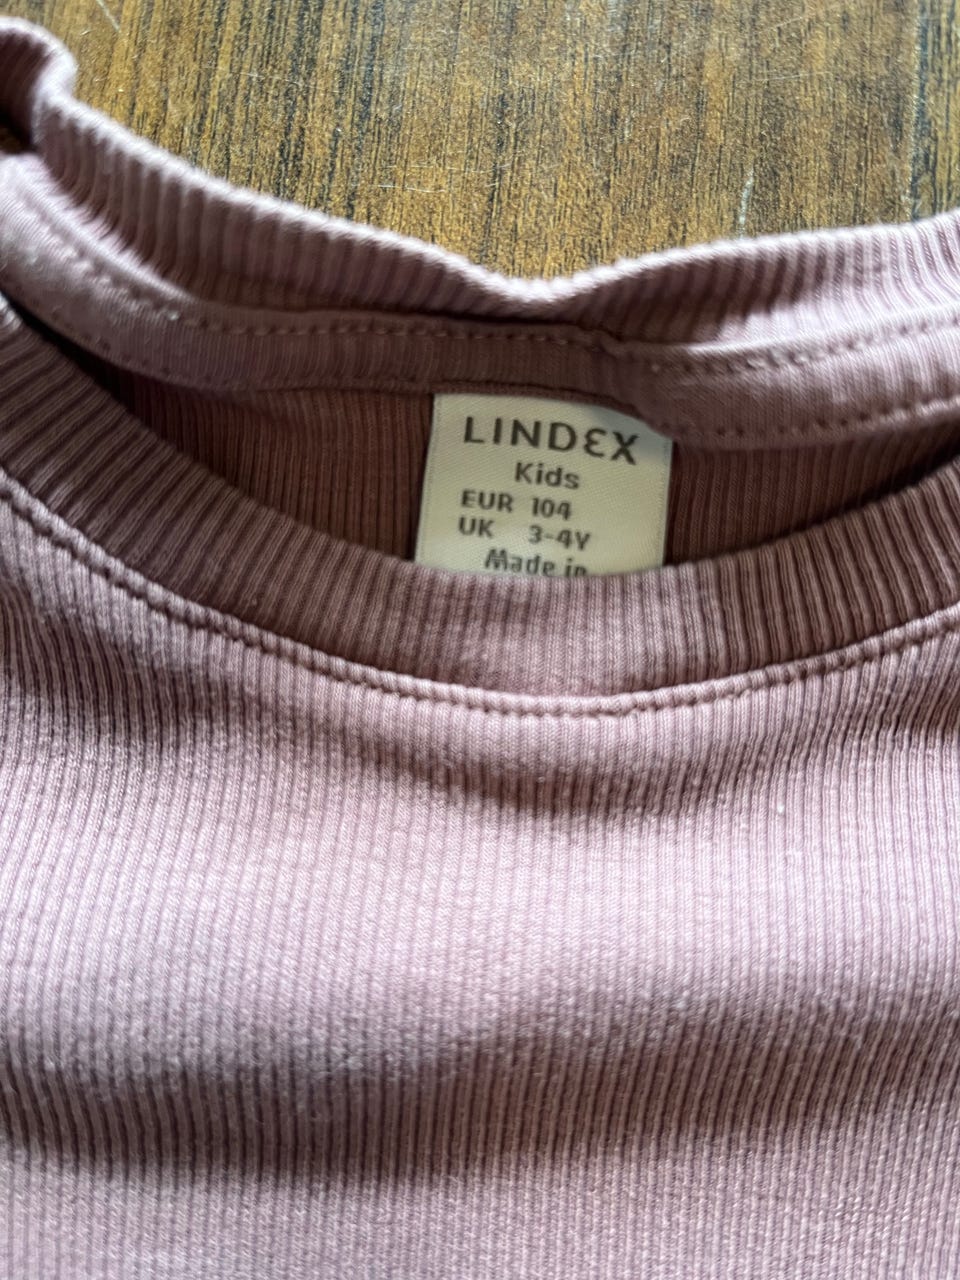 LINDEX
Kids
EUR 104
UK 3-4Y
Made in